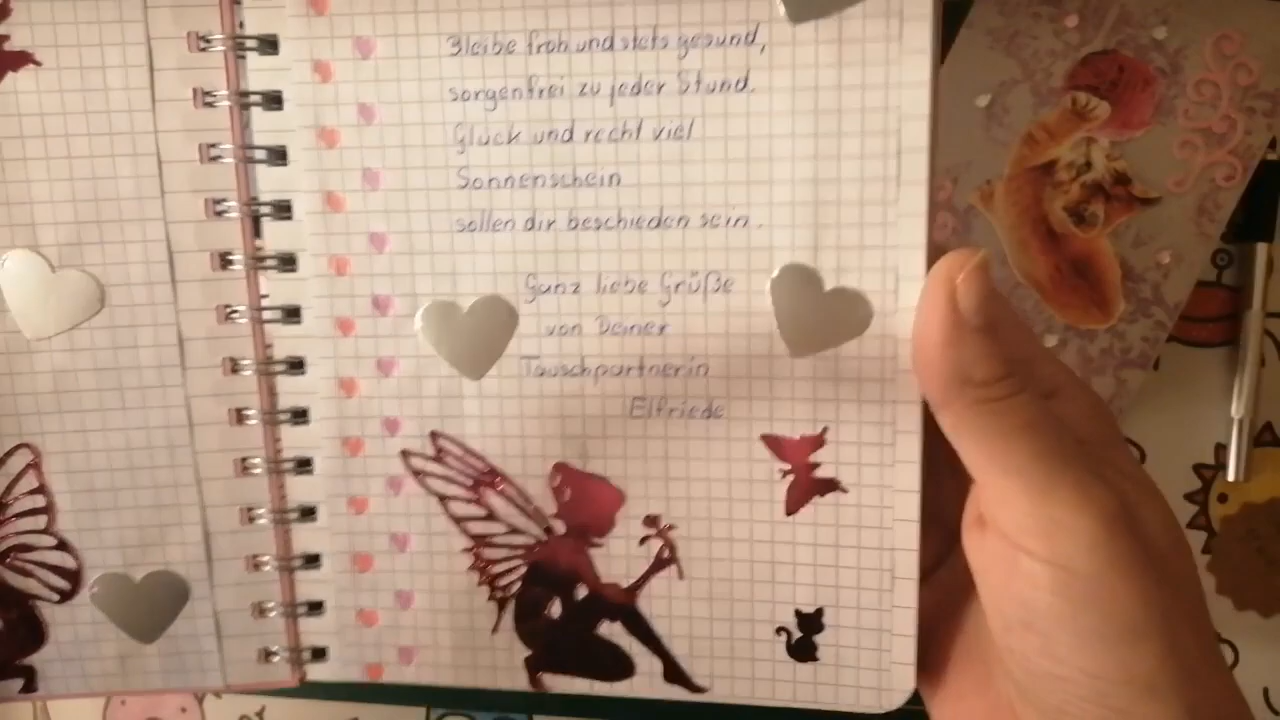 Bleibe froh und stets gesund,
sorgenfrei zu jeder Stund.
Glück und recht viel
Sonnenschein
sollen dir beschieden sein.
Ganz liebe Grüße
von Deiner
Tauschpartnerin
Elfriede